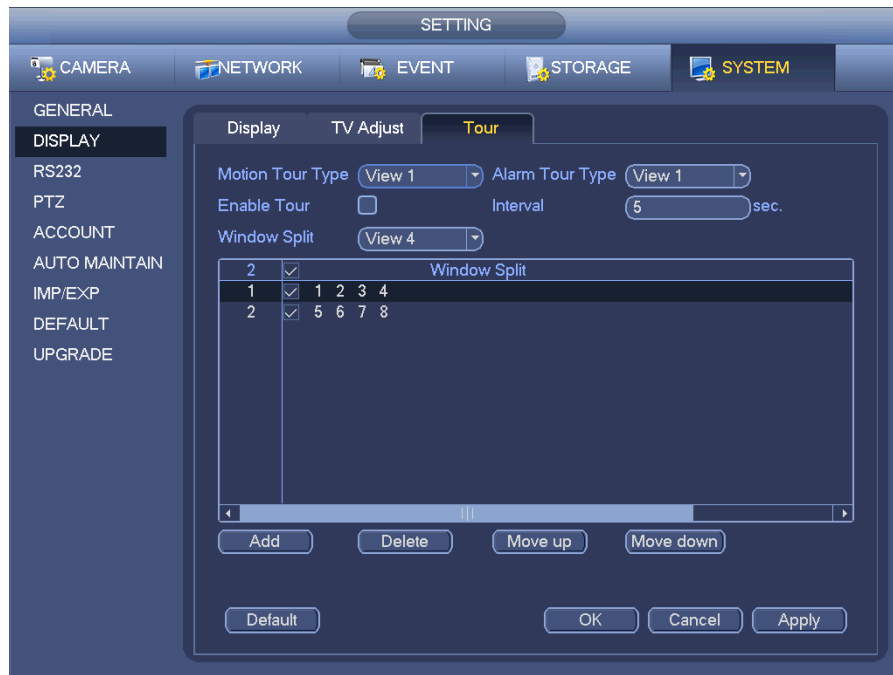 SETTING
CAMERA NETWORK EVENT STORAGE SYSTEM
GENERAL
DISPLAY
RS232
PTZ
ACCOUNT
AUTO MAINTAIN
IMP/EXP
DEFAULT
UPGRADE
Display TV Adjust Tour
Motion Tour Type View 1 Alarm Tour Type View 1
Enable Tour Interval 5 sec.
Window Split View 4
2 Window Split
1 1 2 3 4
2 5 6 7 8
Add Delete Move up Move down
Default OK Cancel Apply